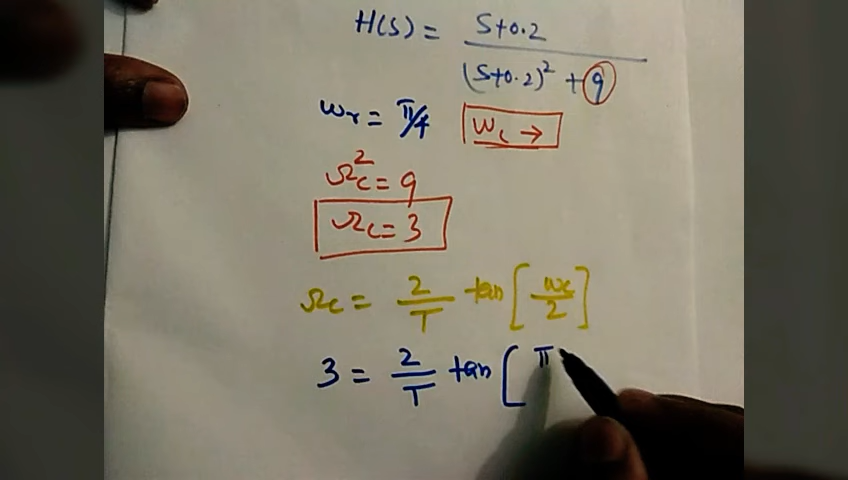 H(s) = S+0.2 / (S+0.2)² + 9
ωr = π/4 ωc →
Ωc² = 9
Ωc = 3
Ωc = 2/T tan [ωc/2]
3 = 2/T tan [π